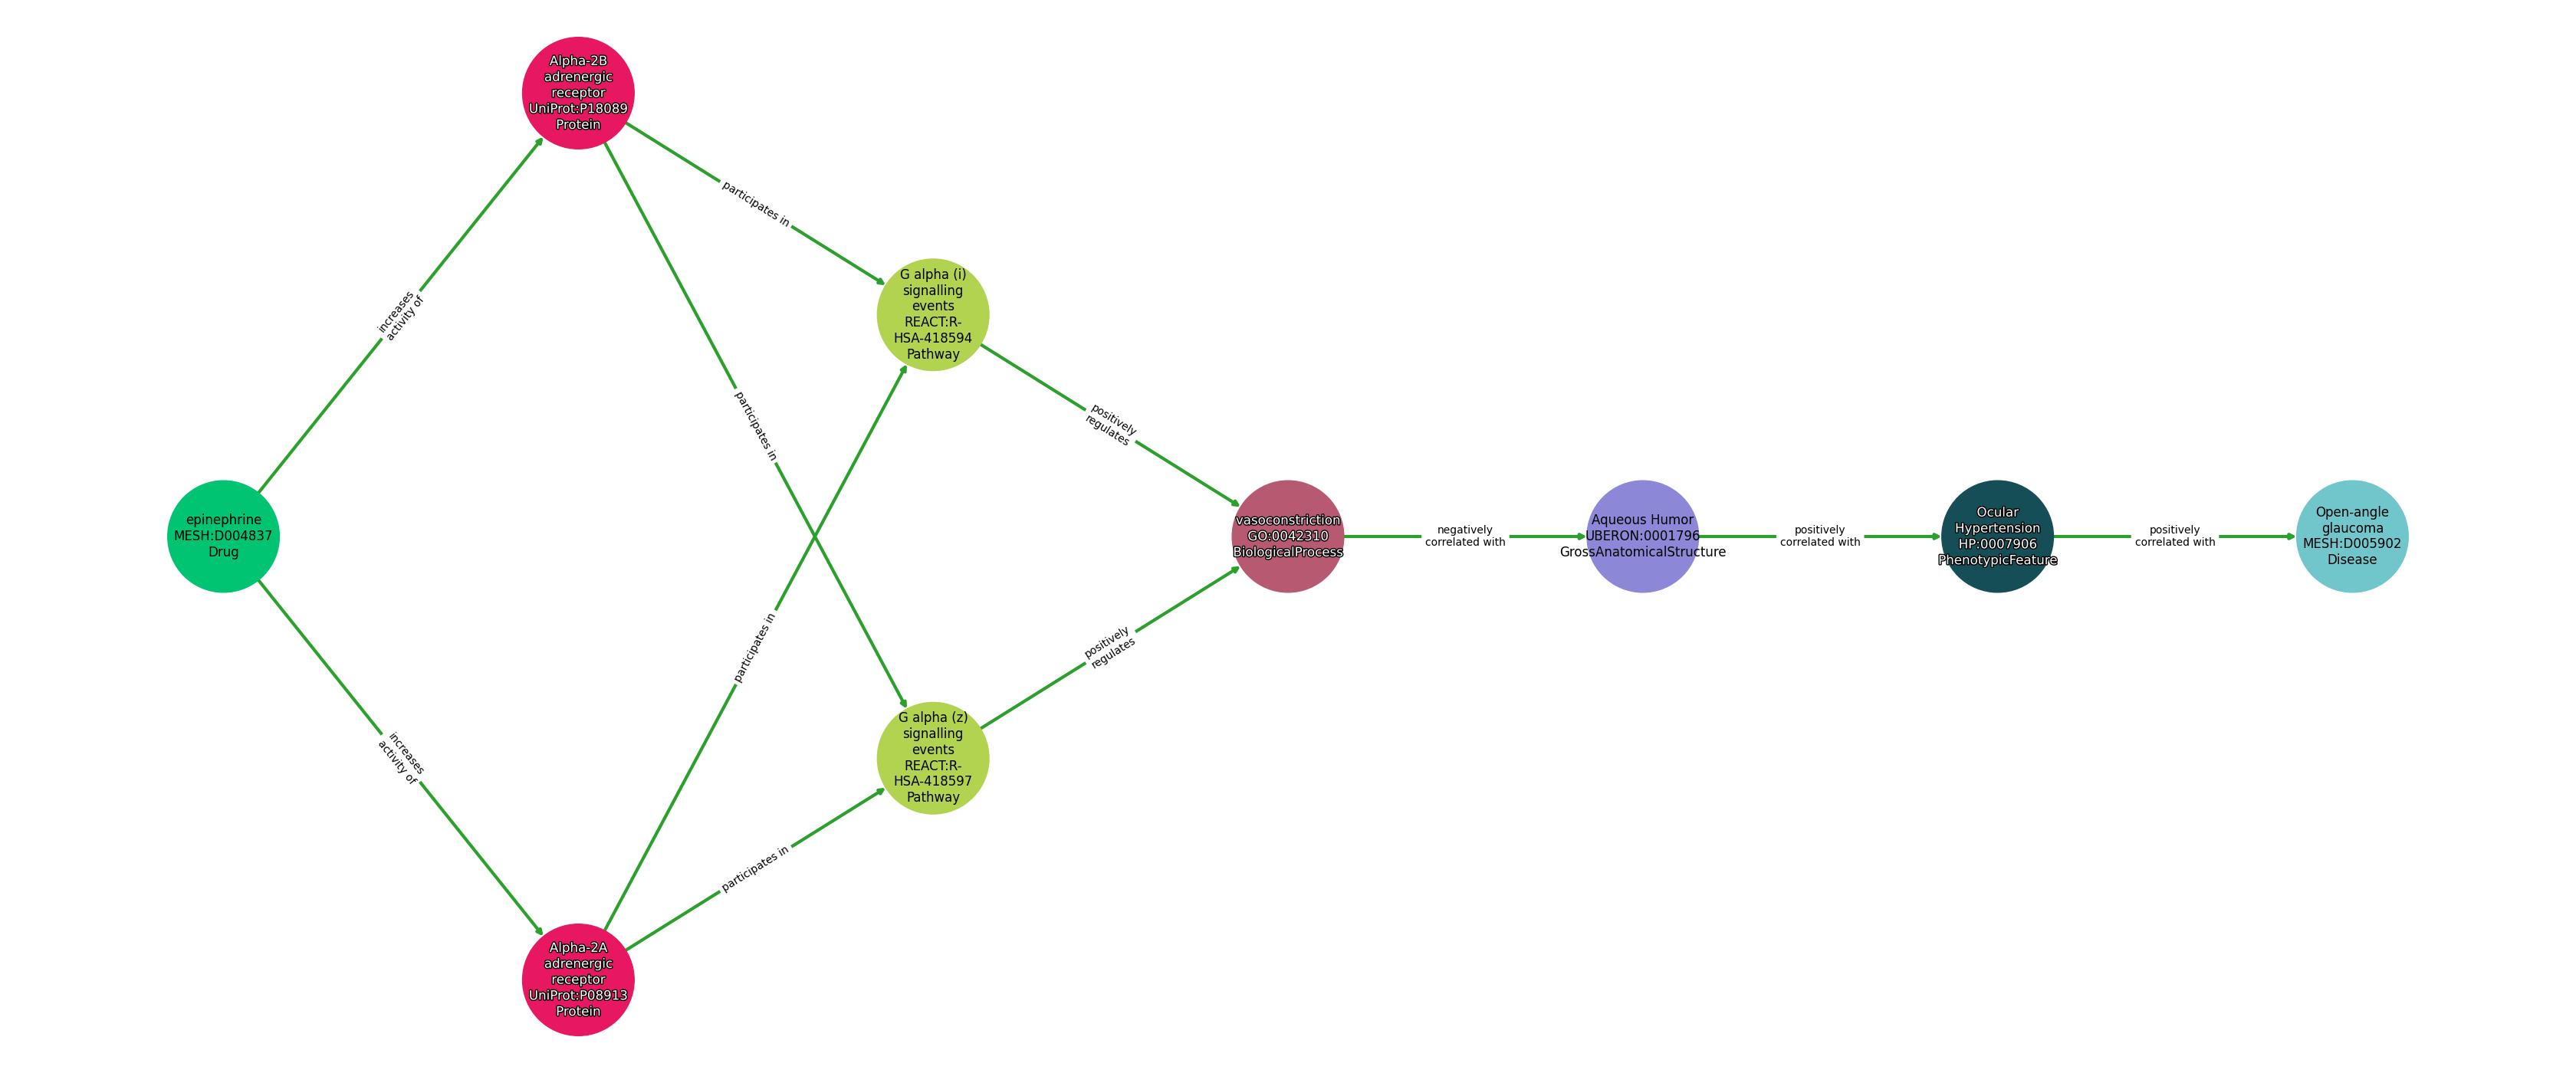 Alpha-2B
adrenergic
receptor
UniProt:P18089
Protein
participates in
G alpha (i)
signalling
events
REACT:R-
HSA-418594
Pathway
increases
activity of
participates in
positively
regulates
epinephrine
MESH:D004837
Drug
vasoconstriction
GO:0042310
BiologicalProcess
negatively
correlated with
Aqueous Humor
UBERON:0001796
GrossAnatomicalStructure
positively
correlated with
Ocular
Hypertension
HP:0007906
PhenotypicFeature
positively
correlated with
Open-angle
glaucoma
MESH:D005902
Disease
participates in
positively
regulates
increases
activity of
G alpha (z)
signalling
events
REACT:R-
HSA-418597
Pathway
participates in
Alpha-2A
adrenergic
receptor
UniProt:P08913
Protein